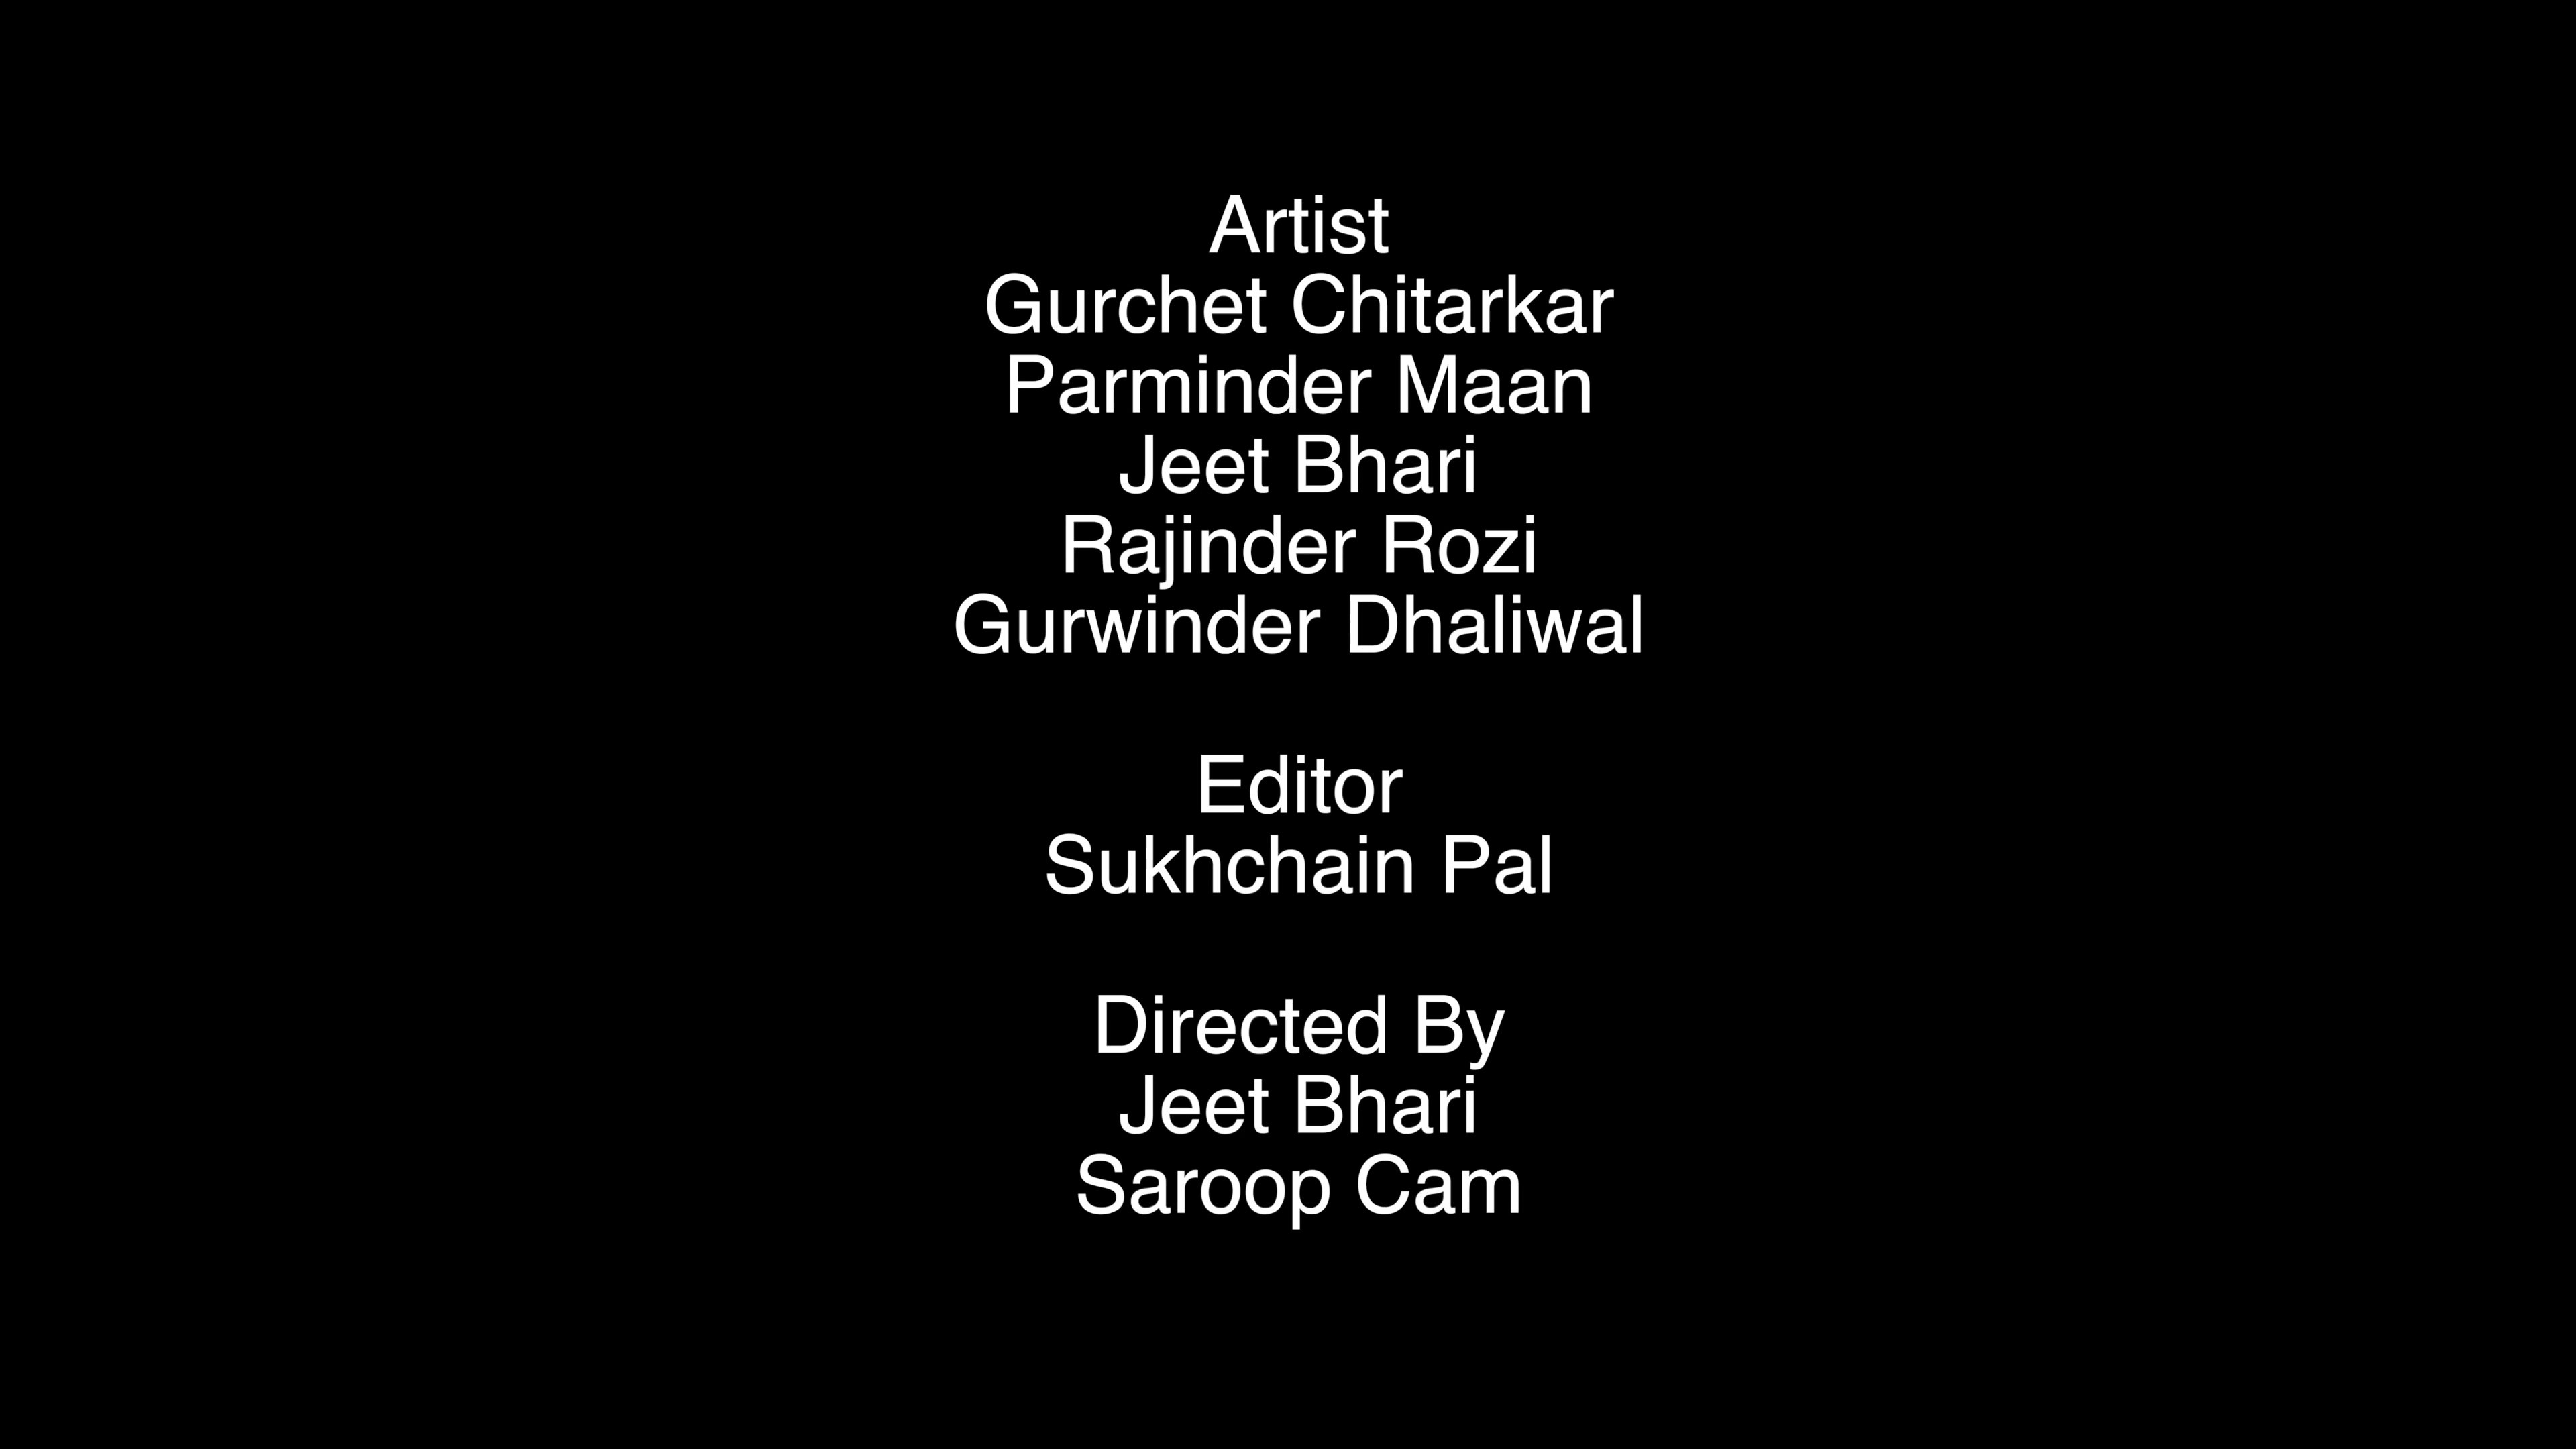 Artist
Gurchet Chitarkar
Parminder Maan
Jeet Bhari
Rajinder Rozi
Gurwinder Dhaliwal
Editor
Sukhchain Pal
Directed By
Jeet Bhari
Saroop Cam